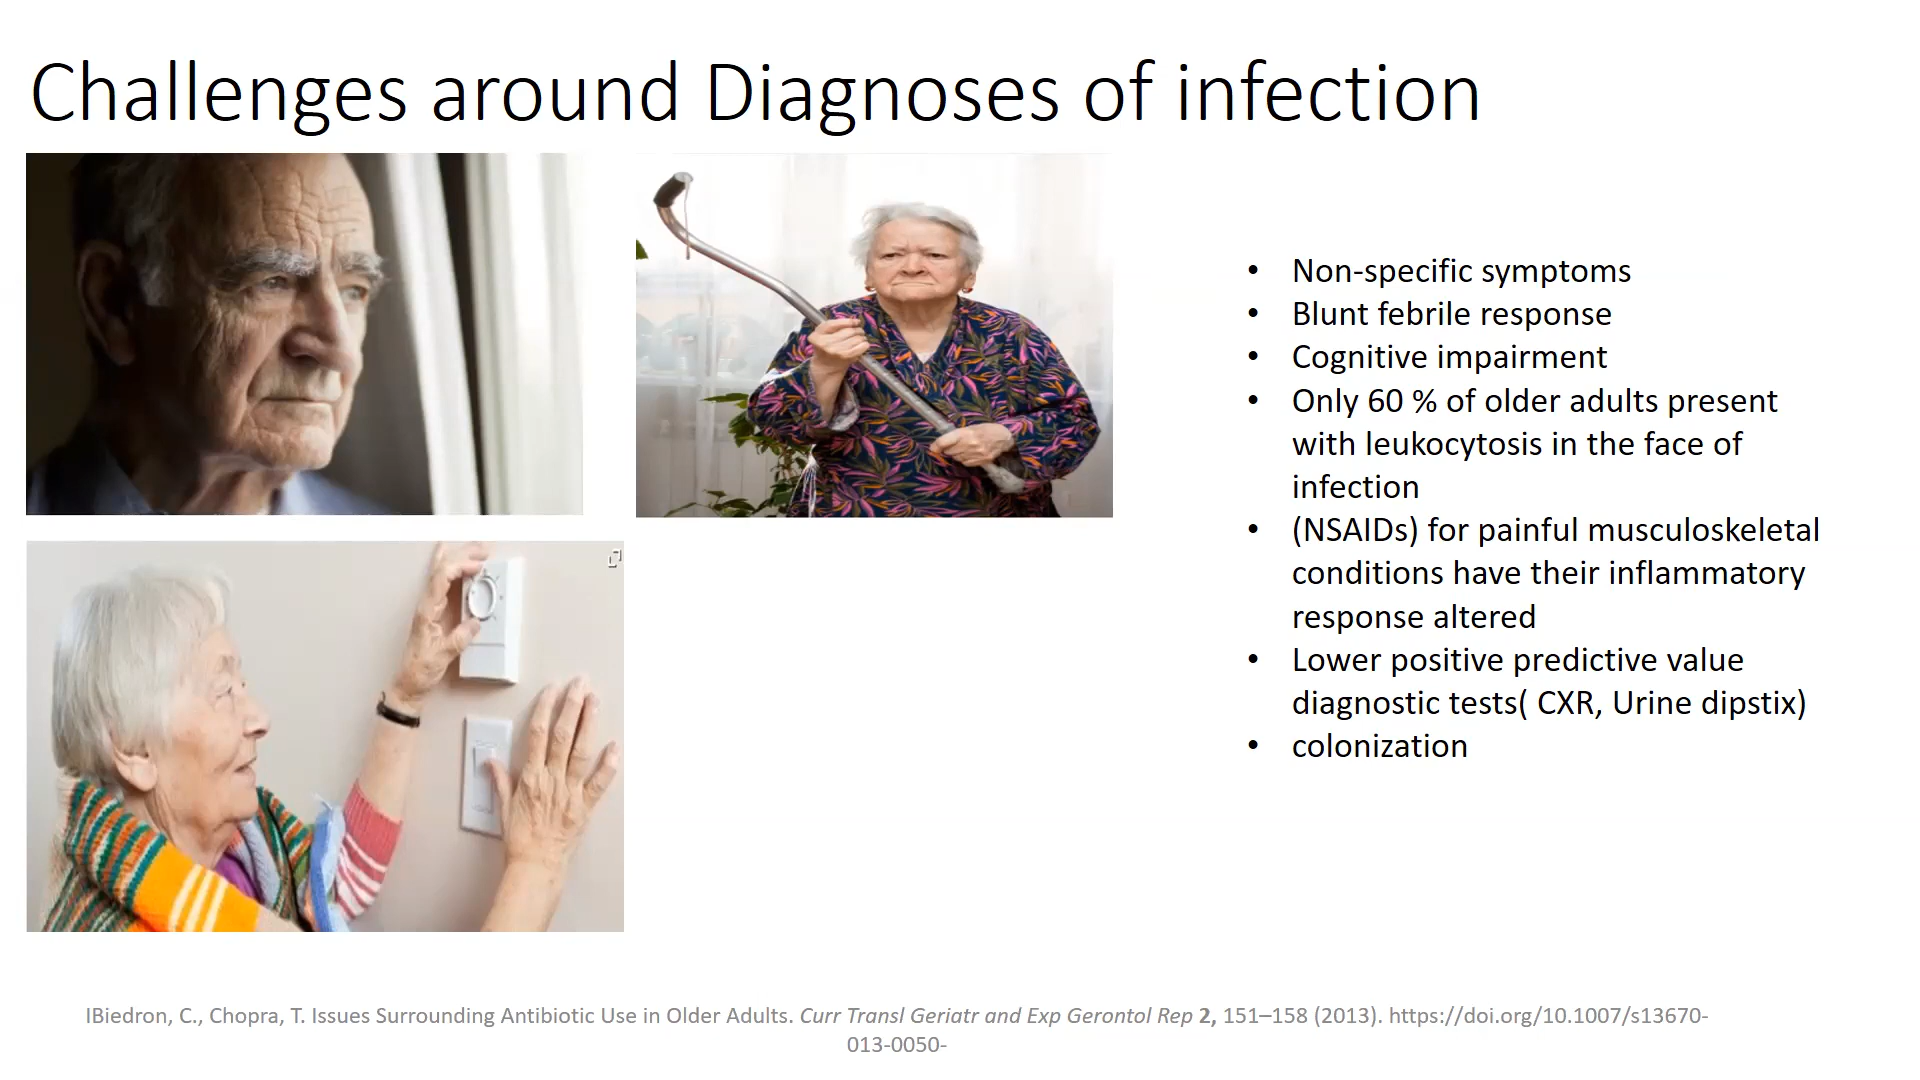 Challenges around Diagnoses of infection
• Non-specific symptoms
• Blunt febrile response
• Cognitive impairment
• Only 60 % of older adults present
with leukocytosis in the face of
infection
• (NSAIDs) for painful musculoskeletal
conditions have their inflammatory
response altered
• Lower positive predictive value
diagnostic tests( CXR, Urine dipstix)
• colonization
IBiedron, C., Chopra, T. Issues Surrounding Antibiotic Use in Older Adults. Curr Transl Geriatr and Exp Gerontol Rep 2, 151–158 (2013). https://doi.org/10.1007/s13670-
013-0050-